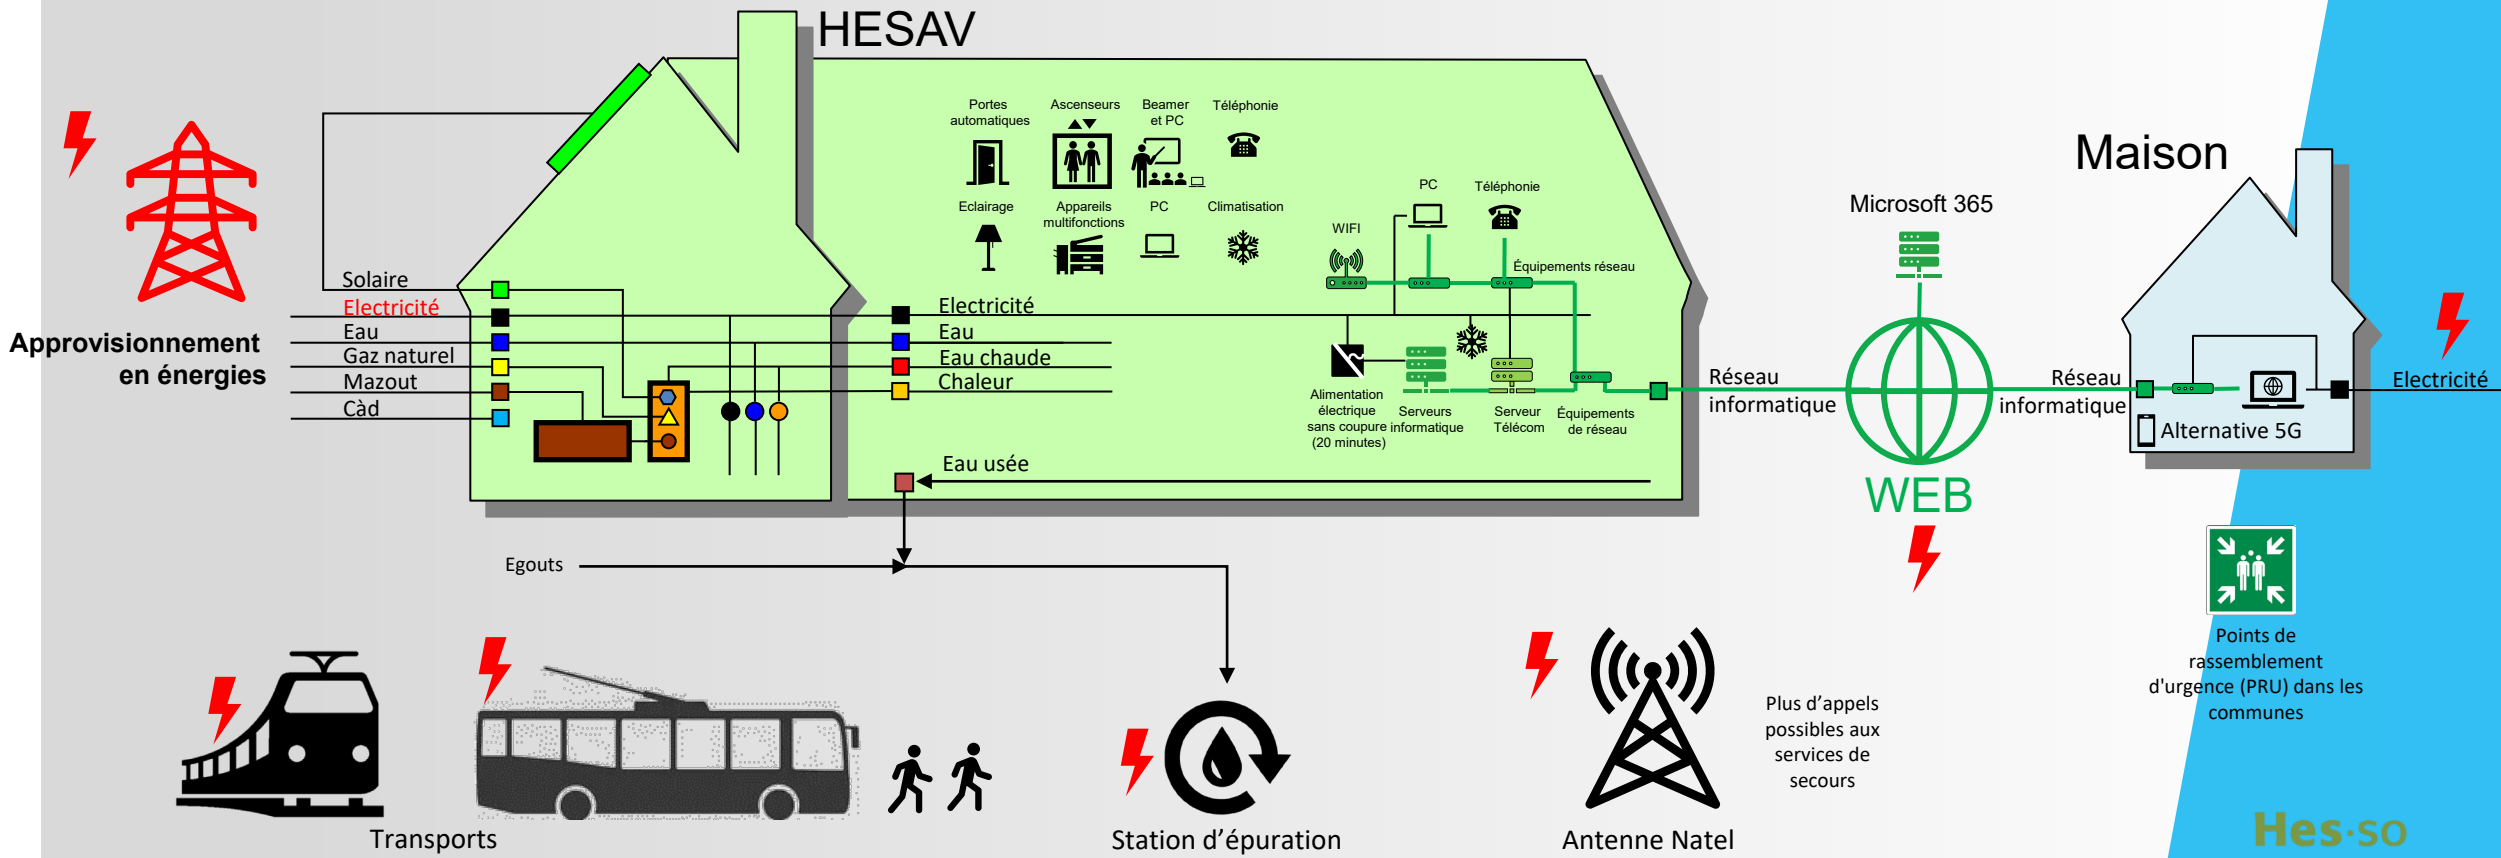 HESAV
Portes
automatiques
Ascenseurs
Beamer
et PC
Téléphonie
Eclairage
Appareils
multifonctions
PC
Climatisation
WIFI
PC
Téléphonie
Équipements réseau
Maison
Microsoft 365
Approvisionnement
en énergies
Solaire
Electricité
Eau
Gaz naturel
Mazout
Càd
Electricité
Eau
Eau chaude
Chaleur
Alimentation
électrique
sans coupure
(20 minutes)
Serveurs
informatique
Serveur
Télécom
Équipements
de réseau
Réseau
informatique
WEB
Réseau
informatique
Alternative 5G
Electricité
Eau usée
Egouts
Transports
Station d’épuration
Antenne Natel
Plus d’appels
possibles aux
services de
secours
Points de
rassemblement
d'urgence (PRU) dans les
communes
Hes·so